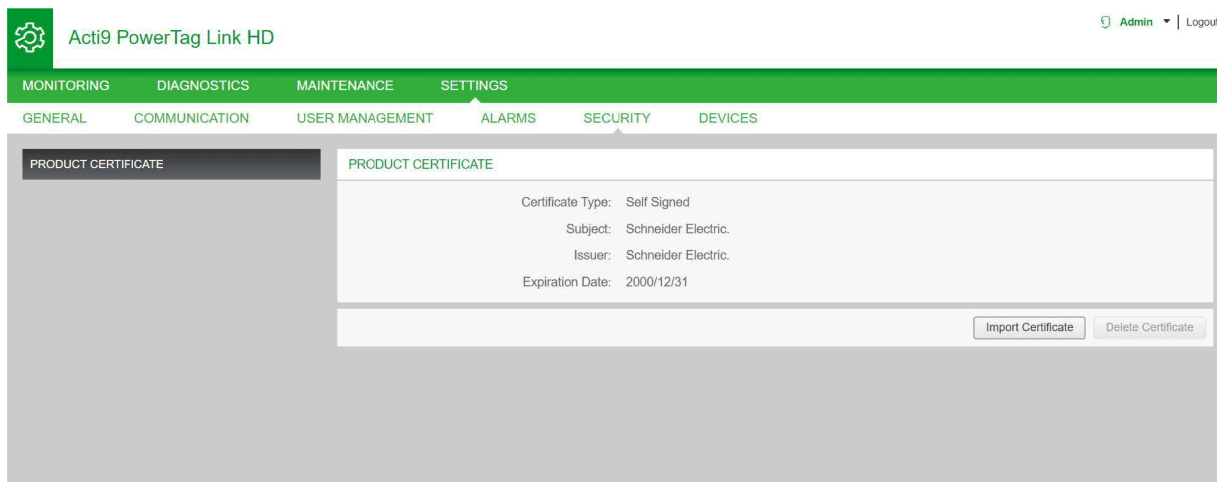 Acti9 PowerTag Link HD
Admin | Logout
MONITORING DIAGNOSTICS MAINTENANCE SETTINGS
GENERAL COMMUNICATION USER MANAGEMENT ALARMS SECURITY DEVICES
PRODUCT CERTIFICATE
PRODUCT CERTIFICATE
Certificate Type: Self Signed
Subject: Schneider Electric.
Issuer: Schneider Electric.
Expiration Date: 2000/12/31
Import Certificate Delete Certificate